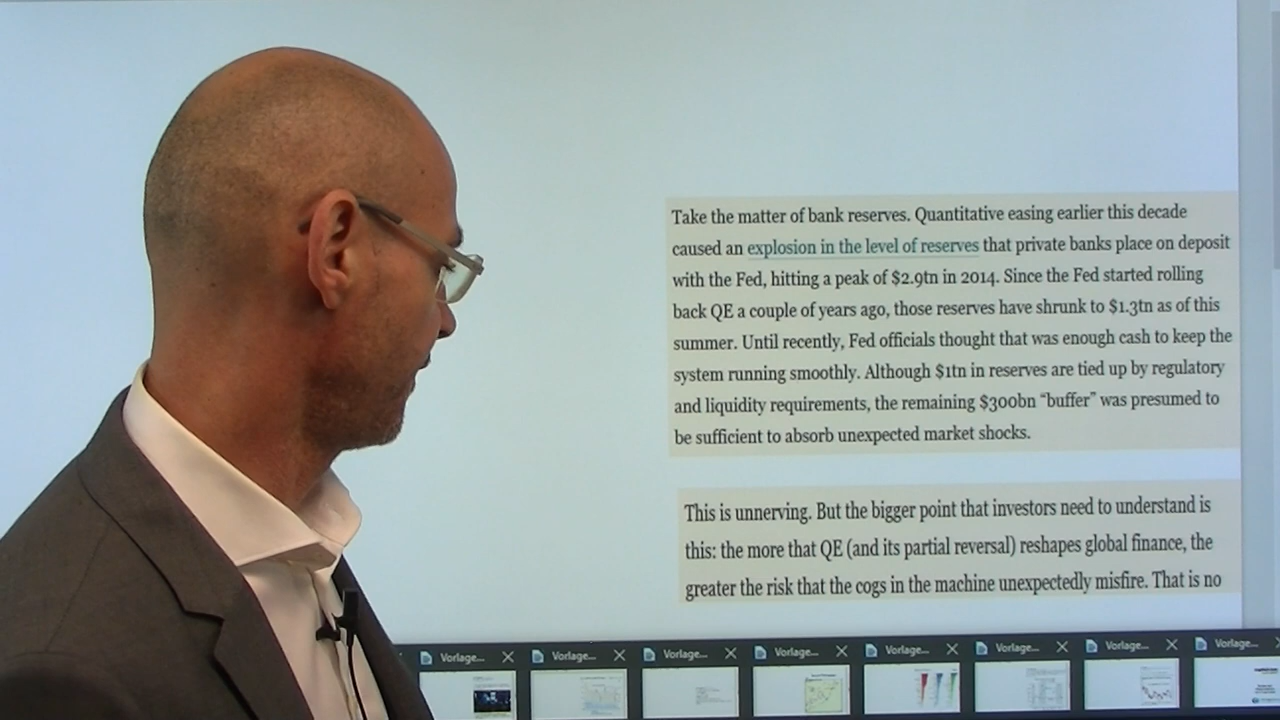 Take the matter of bank reserves. Quantitative easing earlier this decade
caused an explosion in the level of reserves that private banks place on deposit
with the Fed, hitting a peak of $2.9tn in 2014. Since the Fed started rolling
back QE a couple of years ago, those reserves have shrunk to $1.3tn as of this
summer. Until recently, Fed officials thought that was enough cash to keep the
system running smoothly. Although $1tn in reserves are tied up by regulatory
and liquidity requirements, the remaining $300bn “buffer” was presumed to
be sufficient to absorb unexpected market shocks.
This is unnerving. But the bigger point that investors need to understand is
this: the more that QE (and its partial reversal) reshapes global finance, the
greater the risk that the cogs in the machine unexpectedly misfire. That is no
Vorlage... Vorlage... Vorlage... Vorlage... Vorlage... Vorlage... Vorlage... Vorlage...